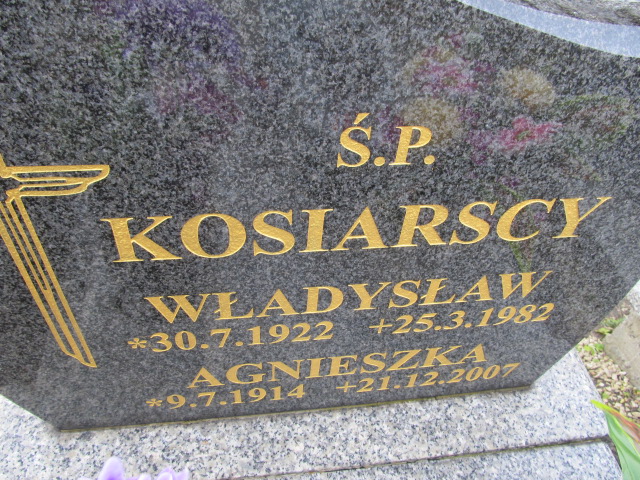 Ś.P.
KOSIARSCY
WŁADYSŁAW
*30.7.1922 +25.3.1982
AGNIESZKA
*9.7.1914 +21.12.2007